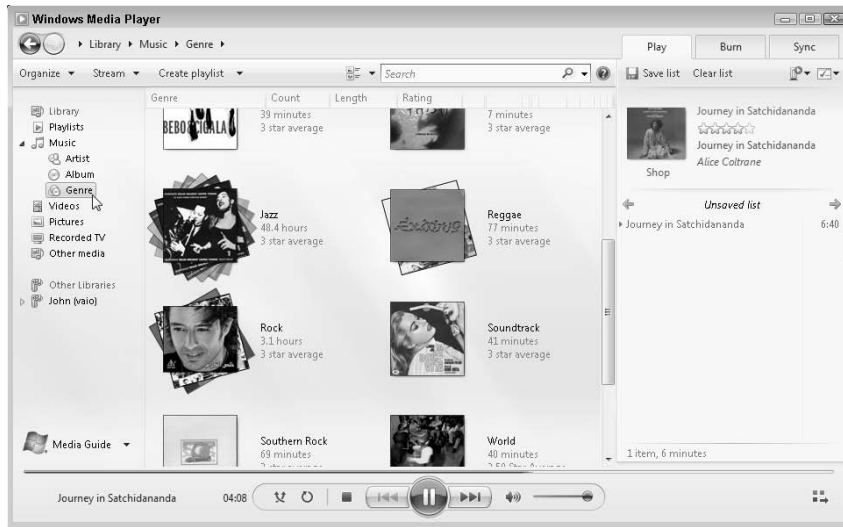 Windows Media Player
Library ▸ Music ▸ Genre ▸
Play Burn Sync
Organize Stream Create playlist Search
Save list Clear list
Genre Count Length Rating
Library
Playlists
Music
Artist
Album
Genre
Videos
Pictures
Recorded TV
Other media
Other Libraries
John (vaio)
Media Guide
BEBO CIGALA
39 minutes
3 star average
7 minutes
3 star average
Jazz
48.4 hours
3 star average
Reggae
77 minutes
3 star average
Rock
3.1 hours
3 star average
Soundtrack
41 minutes
3 star average
Southern Rock
69 minutes
World
40 minutes
Journey in Satchidananda
Journey in Satchidananda
Alice Coltrane
Shop
Unsaved list
Journey in Satchidananda 6:40
1 item, 6 minutes
Journey in Satchidananda 04:08